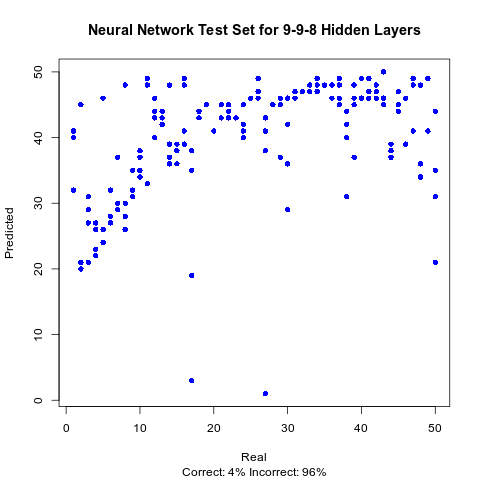 Neural Network Test Set for 9-9-8 Hidden Layers
Predicted
50
40
30
20
10
0
0 10 20 30 40 50
Real
Correct: 4% Incorrect: 96%